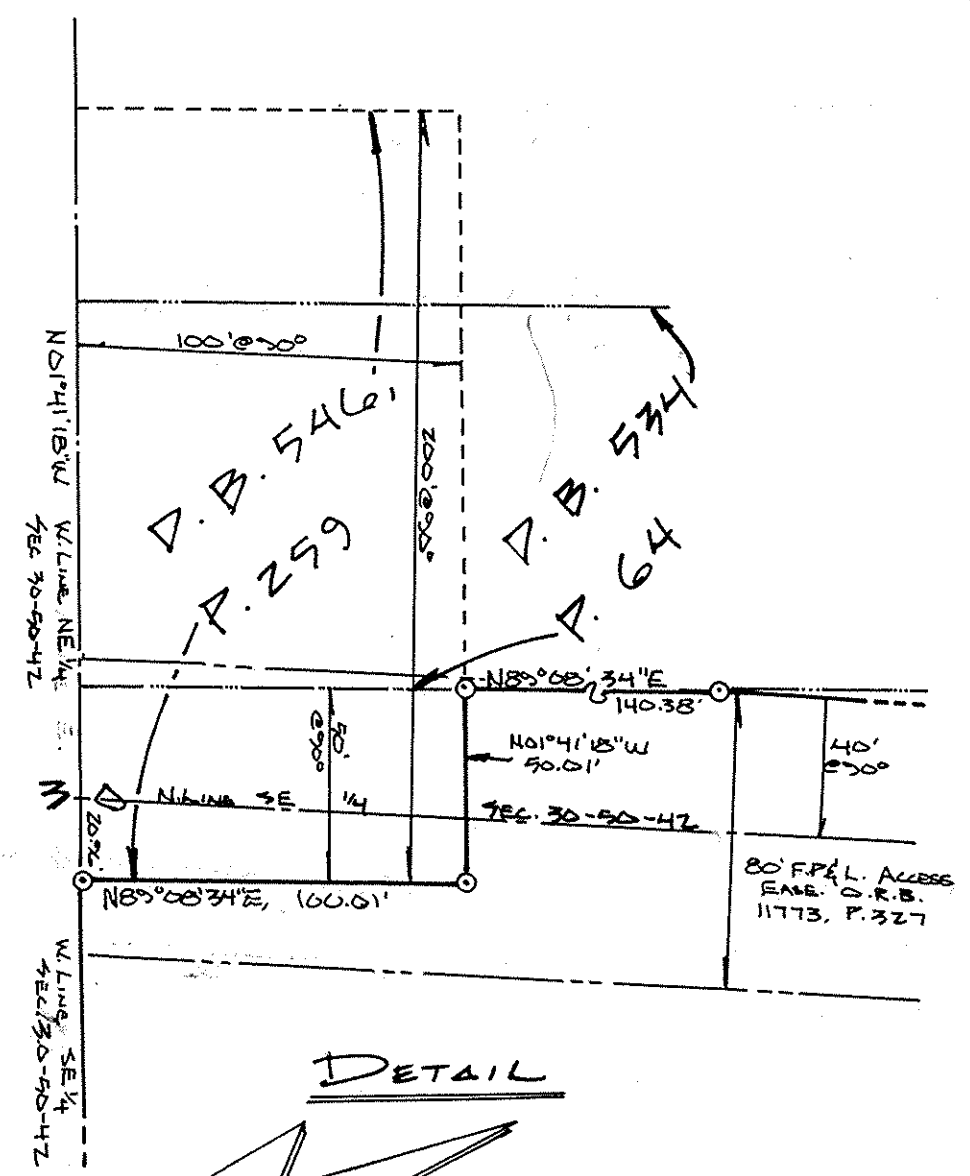 100'@90°
N01°41'18"W W. LINE NE 1/4
SEC 30-50-42
D.B. 546,
P. 259
200'@90°
D.B. 534
P. 64
N89°08'34"E
140.38'
50'
@90°
N01°41'18"W
50.01'
40'
@90°
N. LINE SE 1/4 SEC. 30-50-42
N89°08'34"E, 100.01'
80' F.P.& L. ACCESS
EASE. O.R.B.
11773, P.327
W. LINE SE 1/4
SEC. 30-50-42
DETAIL